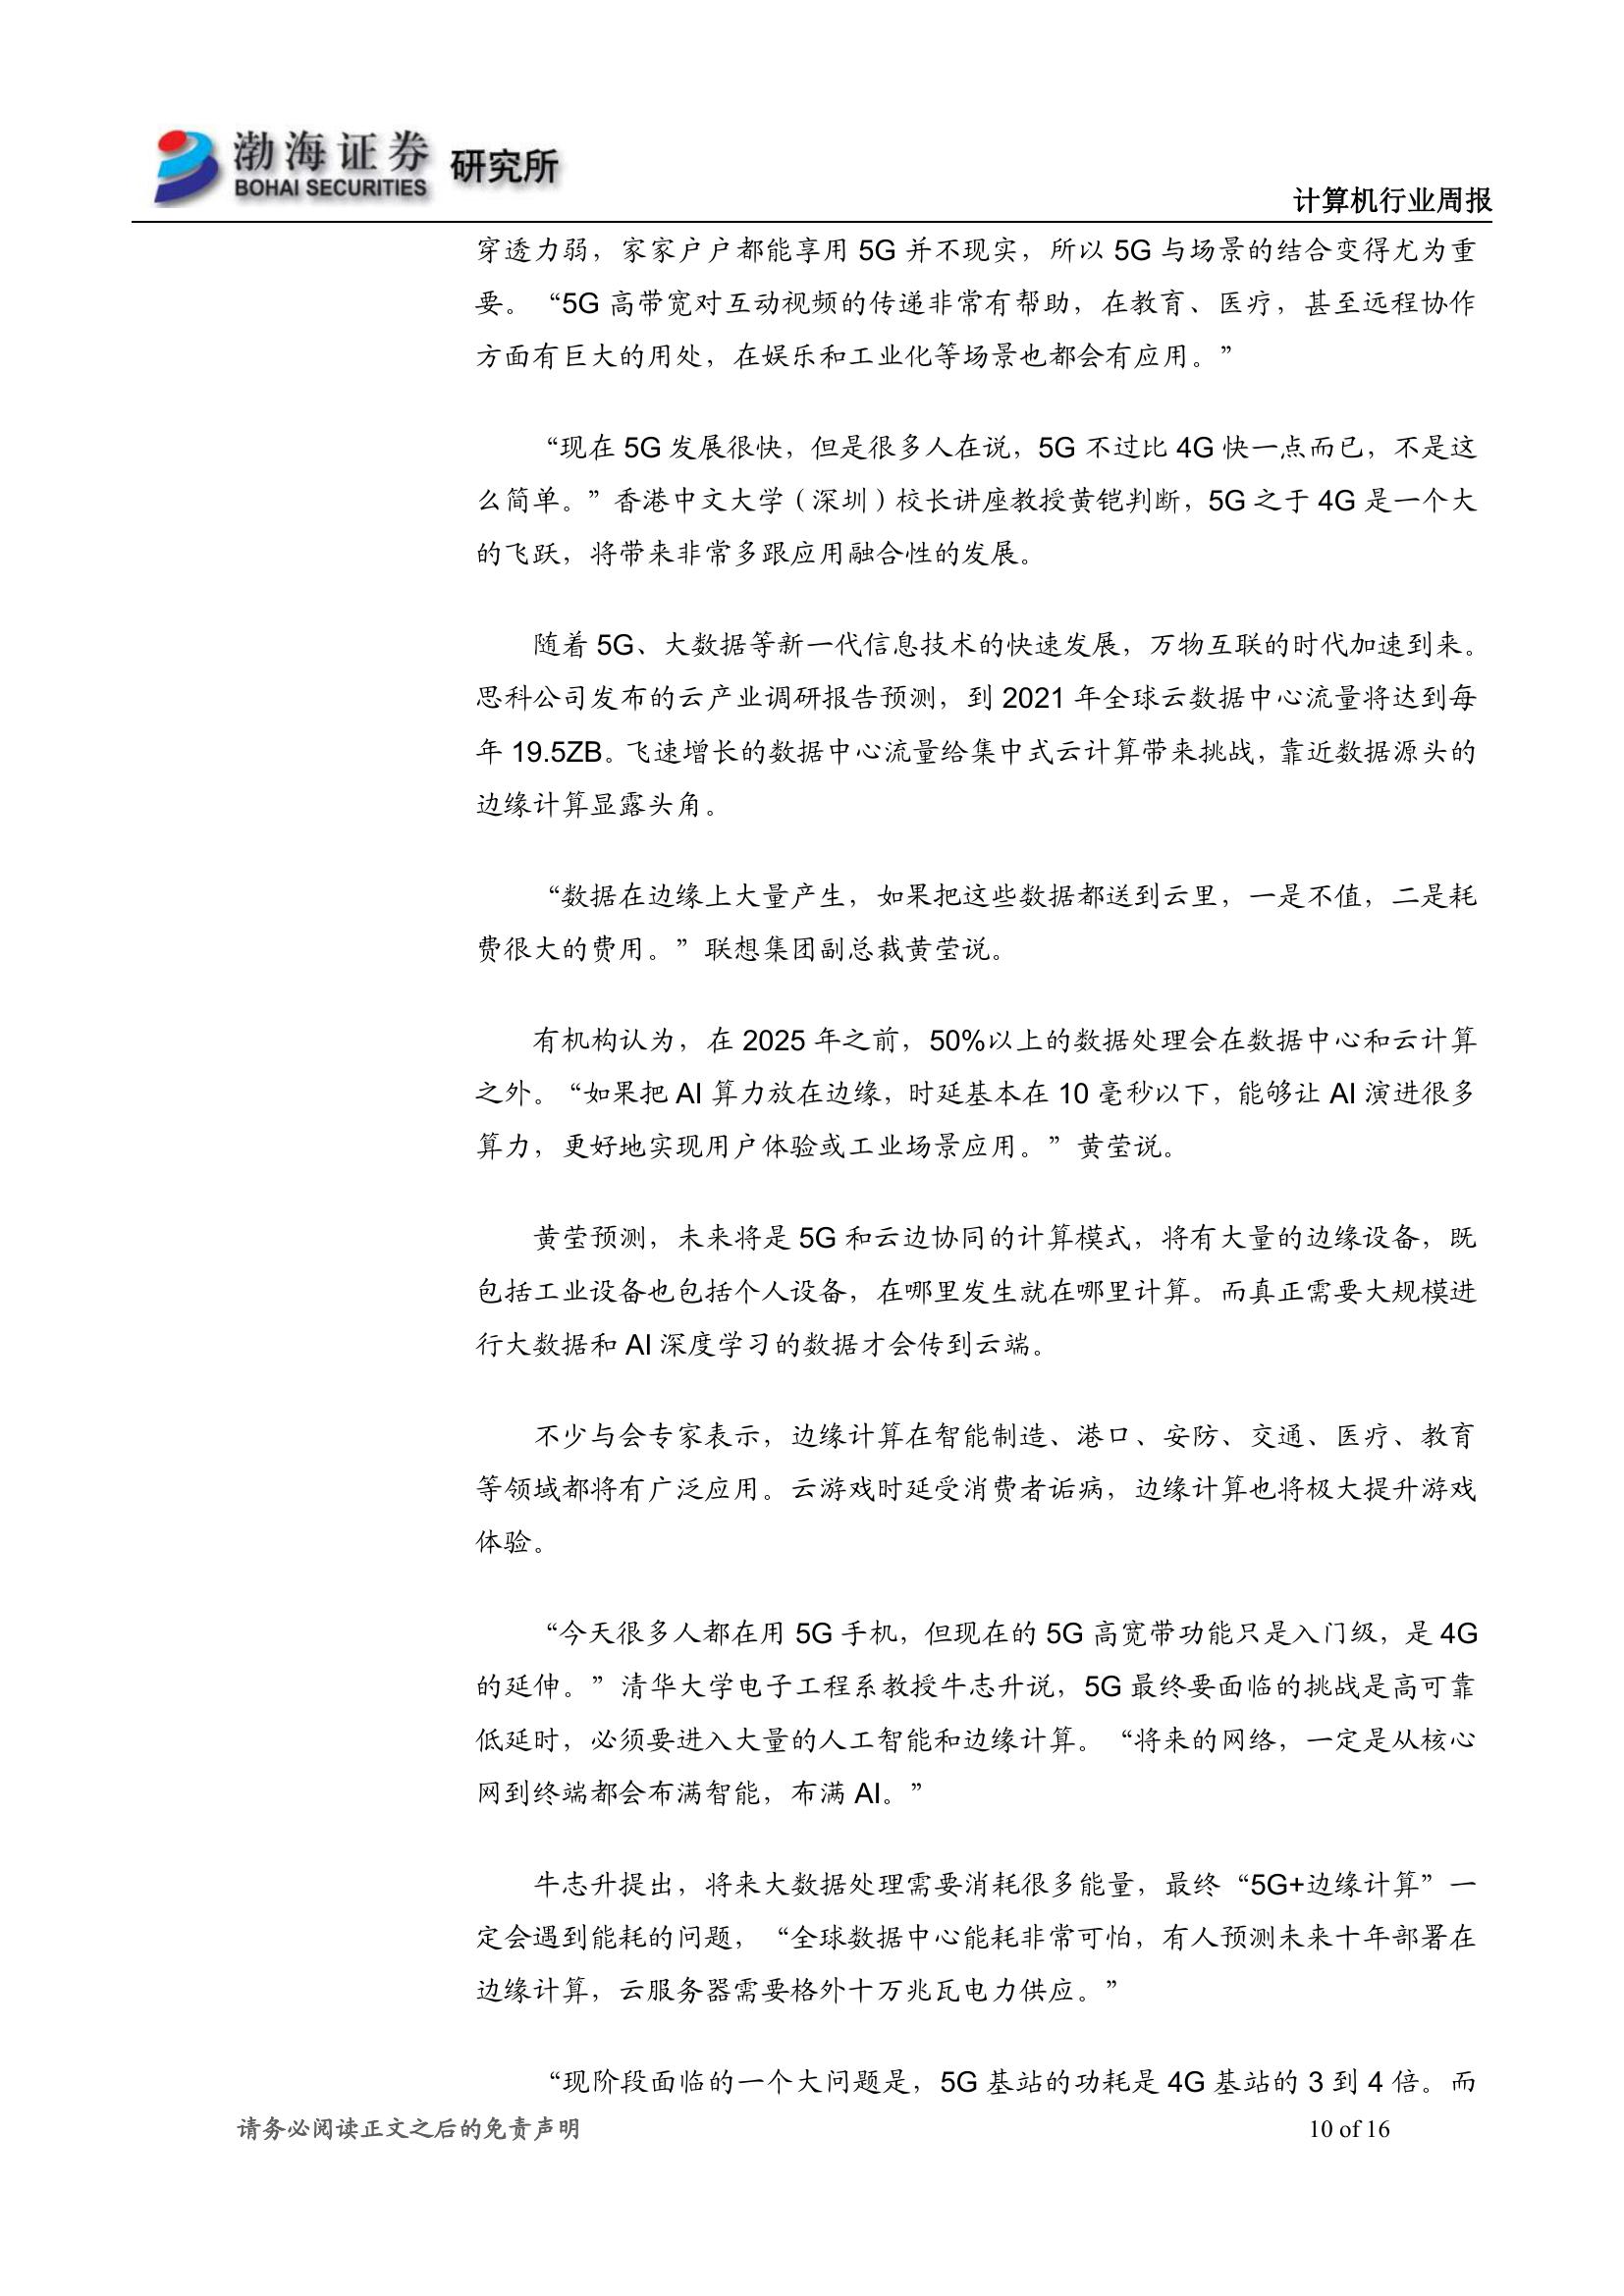 渤海证券 研究所
BOHAI SECURITIES
计算机行业周报
穿透力弱，家家户户都能享用 5G 并不现实，所以 5G 与场景的结合变得尤为重
要。“5G 高带宽对互动视频的传递非常有帮助，在教育、医疗，甚至远程协作
方面有巨大的用处，在娱乐和工业化等场景也都会有应用。”
“现在 5G 发展很快，但是很多人在说，5G 不过比 4G 快一点而已，不是这
么简单。”香港中文大学（深圳）校长讲座教授黄铠判断，5G 之于 4G 是一个大
的飞跃，将带来非常多跟应用融合性的发展。
随着 5G、大数据等新一代信息技术的快速发展，万物互联的时代加速到来。
思科公司发布的云产业调研报告预测，到 2021 年全球云数据中心流量将达到每
年 19.5ZB。飞速增长的数据中心流量给集中式云计算带来挑战，靠近数据源头的
边缘计算显露头角。
“数据在边缘上大量产生，如果把这些数据都送到云里，一是不值，二是耗
费很大的费用。”联想集团副总裁黄莹说。
有机构认为，在 2025 年之前，50%以上的数据处理会在数据中心和云计算
之外。“如果把 AI 算力放在边缘，时延基本在 10 毫秒以下，能够让 AI 演进很多
算力，更好地实现用户体验或工业场景应用。”黄莹说。
黄莹预测，未来将是 5G 和云边协同的计算模式，将有大量的边缘设备，既
包括工业设备也包括个人设备，在哪里发生就在哪里计算。而真正需要大规模进
行大数据和 AI 深度学习的数据才会传到云端。
不少与会专家表示，边缘计算在智能制造、港口、安防、交通、医疗、教育
等领域都将有广泛应用。云游戏时延受消费者诟病，边缘计算也将极大提升游戏
体验。
“今天很多人都在用 5G 手机，但现在的 5G 高宽带功能只是入门级，是 4G
的延伸。”清华大学电子工程系教授牛志升说，5G 最终要面临的挑战是高可靠
低延时，必须要进入大量的人工智能和边缘计算。“将来的网络，一定是从核心
网到终端都会布满智能，布满 AI。”
牛志升提出，将来大数据处理需要消耗很多能量，最终“5G+边缘计算”一
定会遇到能耗的问题，“全球数据中心能耗非常可怕，有人预测未来十年部署在
边缘计算，云服务器需要格外十万兆瓦电力供应。”
“现阶段面临的一个大问题是，5G 基站的功耗是 4G 基站的 3 到 4 倍。而
请务必阅读正文之后的免责声明
10 of 16